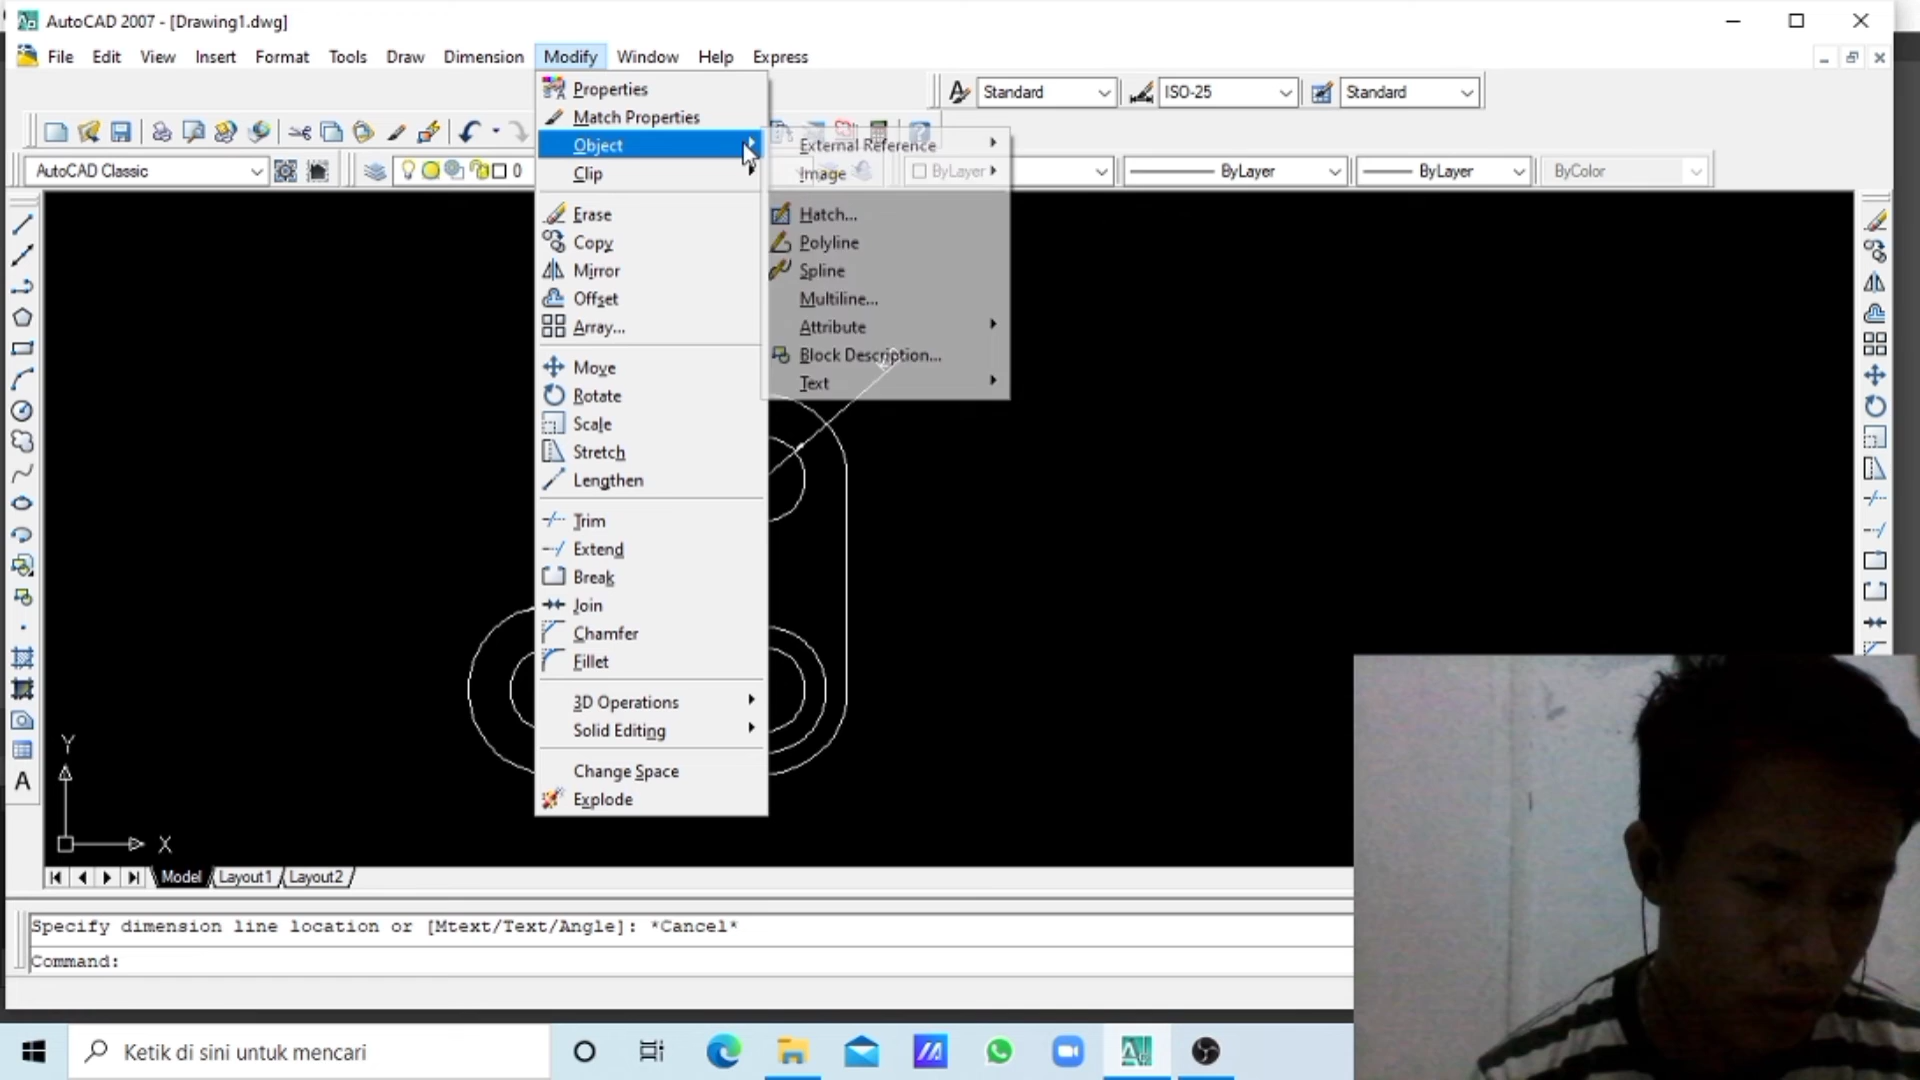 AutoCAD 2007 - [Drawing1.dwg]
File Edit View Insert Format Tools Draw Dimension Modify Window Help Express
Standard ISO-25 Standard
AutoCAD Classic 0 ByLayer ByLayer ByLayer ByColor
Properties
Match Properties
Object
Clip
Erase
Copy
Mirror
Offset
Array...
Move
Rotate
Scale
Stretch
Lengthen
Trim
Extend
Break
Join
Chamfer
Fillet
3D Operations
Solid Editing
Change Space
Explode
External Reference
Image
Hatch...
Polyline
Spline
Multiline...
Attribute
Block Description...
Text
A
Y
X
Model Layout1 Layout2
Specify dimension line location or [Mtext/Text/Angle]: *Cancel*
Command:
Ketik di sini untuk mencari